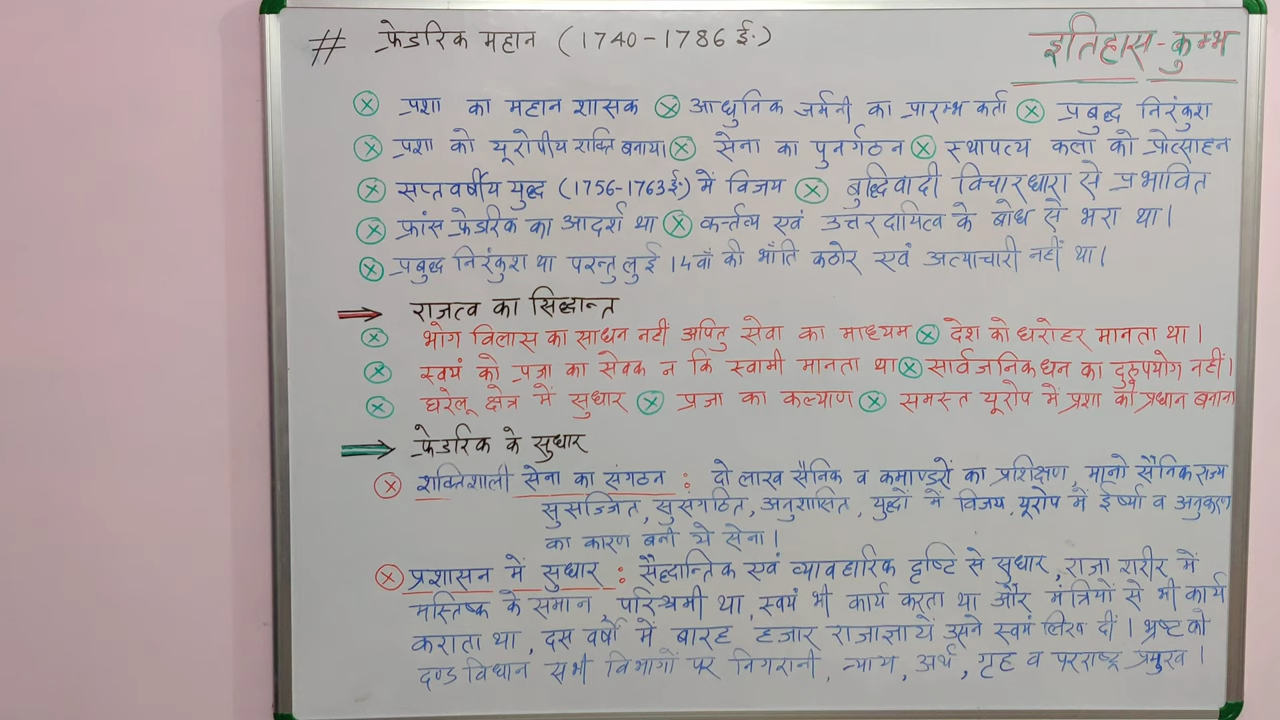 # फ्रेडरिक महान (1740-1786 ई.)
इतिहास-कुम्भ
ⓧ प्रशा का महान शासक ⓧ आधुनिक जर्मनी का प्रारम्भ कर्ता ⓧ प्रबुद्ध निरंकुश
ⓧ प्रशा को यूरोपीय शक्ति बनाया ⓧ सेना का पुनर्गठन ⓧ स्थापत्य कला को प्रोत्साहन
ⓧ सप्तवर्षीय युद्ध (1756-1763ई.) में विजय ⓧ बुद्धिवादी विचारधारा से प्रभावित
ⓧ फ्रांस फ्रेडरिक का आदर्श था ⓧ कर्त्तव्य एवं उत्तरदायित्व के बोध से भरा था।
ⓧ प्रबुद्ध निरंकुश था परन्तु लुई 14वाँ की भाँति कठोर एवं अत्याचारी नहीं था।
→ राजत्व का सिद्धान्त
ⓧ भोग विलास का साधन नहीं अपितु सेवा का माध्यम ⓧ देश को धरोहर मानता था।
ⓧ स्वयं को प्रजा का सेवक न कि स्वामी मानता था ⓧ सार्वजनिक धन का दुरूपयोग नहीं।
ⓧ घरेलू क्षेत्र में सुधार ⓧ प्रजा का कल्याण ⓧ समस्त यूरोप में प्रशा को प्रधान बनाना
→ फ्रेडरिक के सुधार
ⓧ शक्तिशाली सेना का संगठन : दो लाख सैनिक व कमाण्डरों का प्रशिक्षण, मानो सैनिक राज्य
सुसज्जित, सुसंगठित, अनुशासित, युद्धों में विजय, यूरोप में ईर्ष्या व अनुकरण
का कारण बनी ये सेना।
ⓧ प्रशासन में सुधार : सैद्धान्तिक एवं व्यावहारिक दृष्टि से सुधार, राजा शरीर में
मस्तिष्क के समान, परिश्रमी था, स्वयं भी कार्य करता था और मंत्रियों से भी कार्य
कराता था, दस वर्षों में बारह हजार राजाज्ञायें उसने स्वयं लिख दीं। भ्रष्ट को
दण्ड विधान सभी विभागों पर निगरानी, न्याय, अर्थ, गृह व परराष्ट्र प्रमुख।